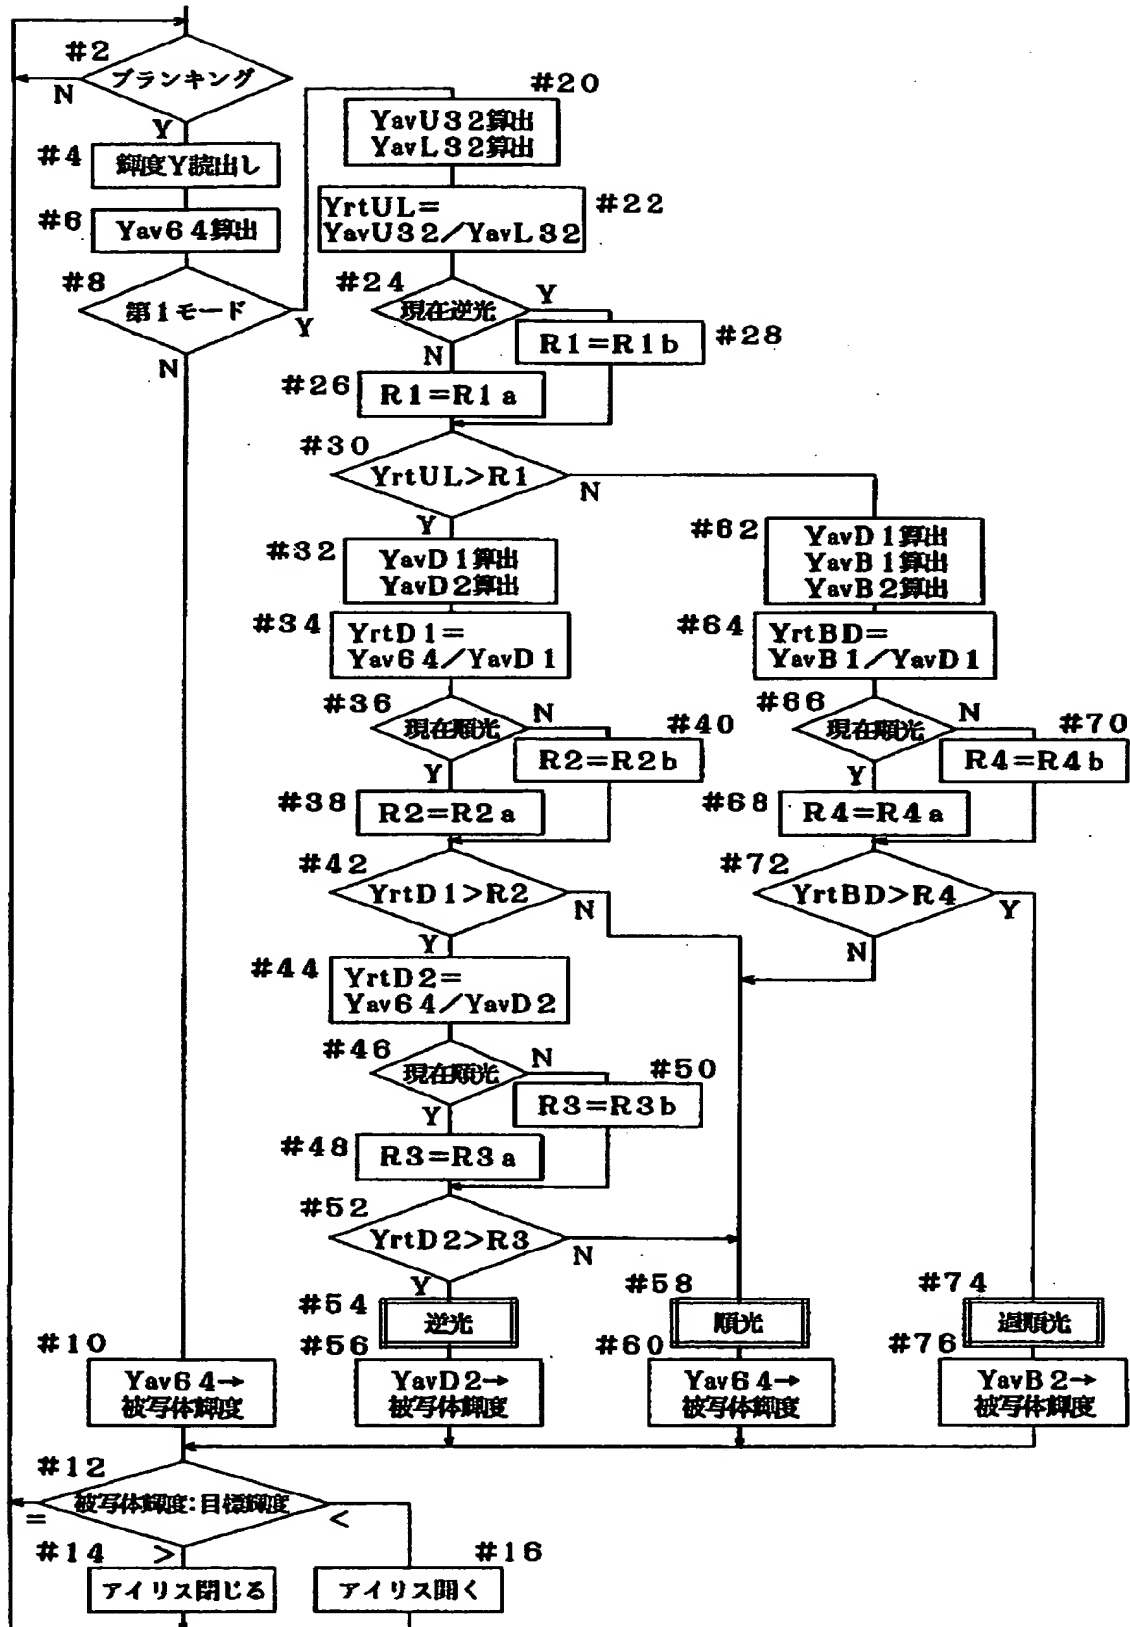 #2
ブランキング
N
Y
#4
輝度Y読出し
#6
Yav64算出
#8
第1モード
Y
N
#20
YavU32算出
YavL32算出
YrtUL=
YavU32/YavL32
#22
#24
現在逆光
Y
N
R1=R1b
#28
#26
R1=R1a
#30
YrtUL>R1
N
Y
#32
YavD1算出
YavD2算出
#34
YrtD1=
Yav64/YavD1
#36
現在順光
N
Y
#40
R2=R2b
#38
R2=R2a
#42
YrtD1>R2
N
Y
#44
YrtD2=
Yav64/YavD2
#46
現在順光
N
Y
#50
R3=R3b
#48
R3=R3a
#52
YrtD2>R3
N
Y
#62
YavD1算出
YavB1算出
YavB2算出
#64
YrtBD=
YavB1/YavD1
#66
現在順光
N
Y
#70
R4=R4b
#68
R4=R4a
#72
YrtBD>R4
Y
N
#54
逆光
#58
順光
#74
過順光
#10
Yav64→
被写体輝度
#56
YavD2→
被写体輝度
#60
Yav64→
被写体輝度
#76
YavB2→
被写体輝度
#12
被写体輝度:目標輝度
=
<
>
#14
アイリス閉じる
#16
アイリス開く